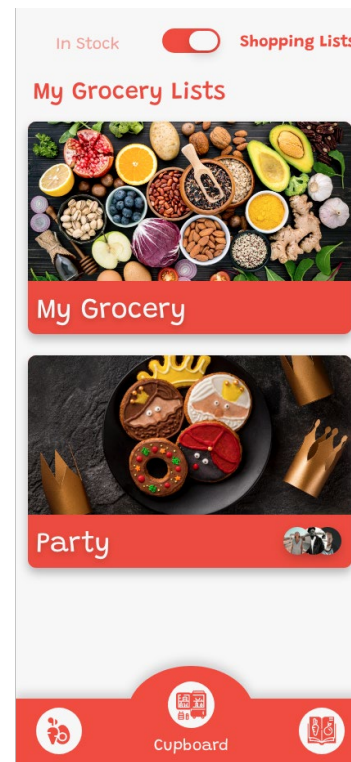 In Stock
Shopping Lists
My Grocery Lists
My Grocery
Party
Cupboard